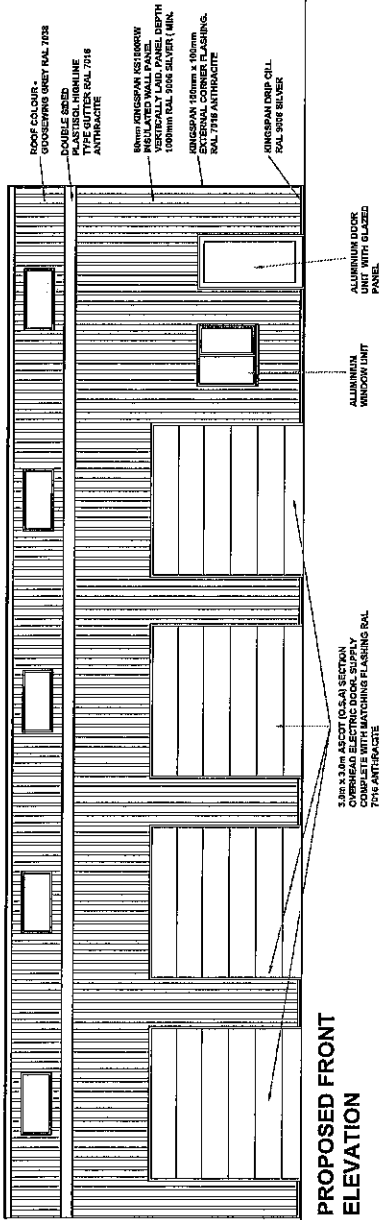 ROOF COLOUR -
GOOSEWING GREY RAL 7038
DOUBLE SIDED
PLASTISOL HIGHLINE
TYPE GUTTER RAL 7016
ANTHRACITE
80mm KINGSPAN KS1000RW
INSULATED WALL PANEL
VERTICALLY LAID. PANEL DEPTH
1000mm RAL 9006 SILVER ( MIN.
KINGSPAN 100mm x 100mm
EXTERNAL CORNER FLASHING.
RAL 7016 ANTHRACITE
KINGSPAN DRIP CILL
RAL 9006 SILVER
ALUMINIUM DOOR
UNIT WITH GLAZED
PANEL
ALUMINIUM
WINDOW UNIT
3.0m x 3.0m ASCOT (O.S.A) SECTION
OVERHEAD ELECTRIC DOOR. SUPPLY
COMPLETE WITH MATCHING FLASHING RAL
7016 ANTHRACITE
PROPOSED FRONT
ELEVATION